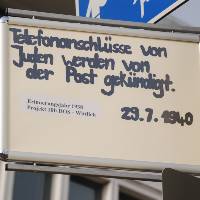 Telefonanschlüsse von
Juden werden von
der Post gekündigt.
Erinnerungsjahr 1938
29.7.1940